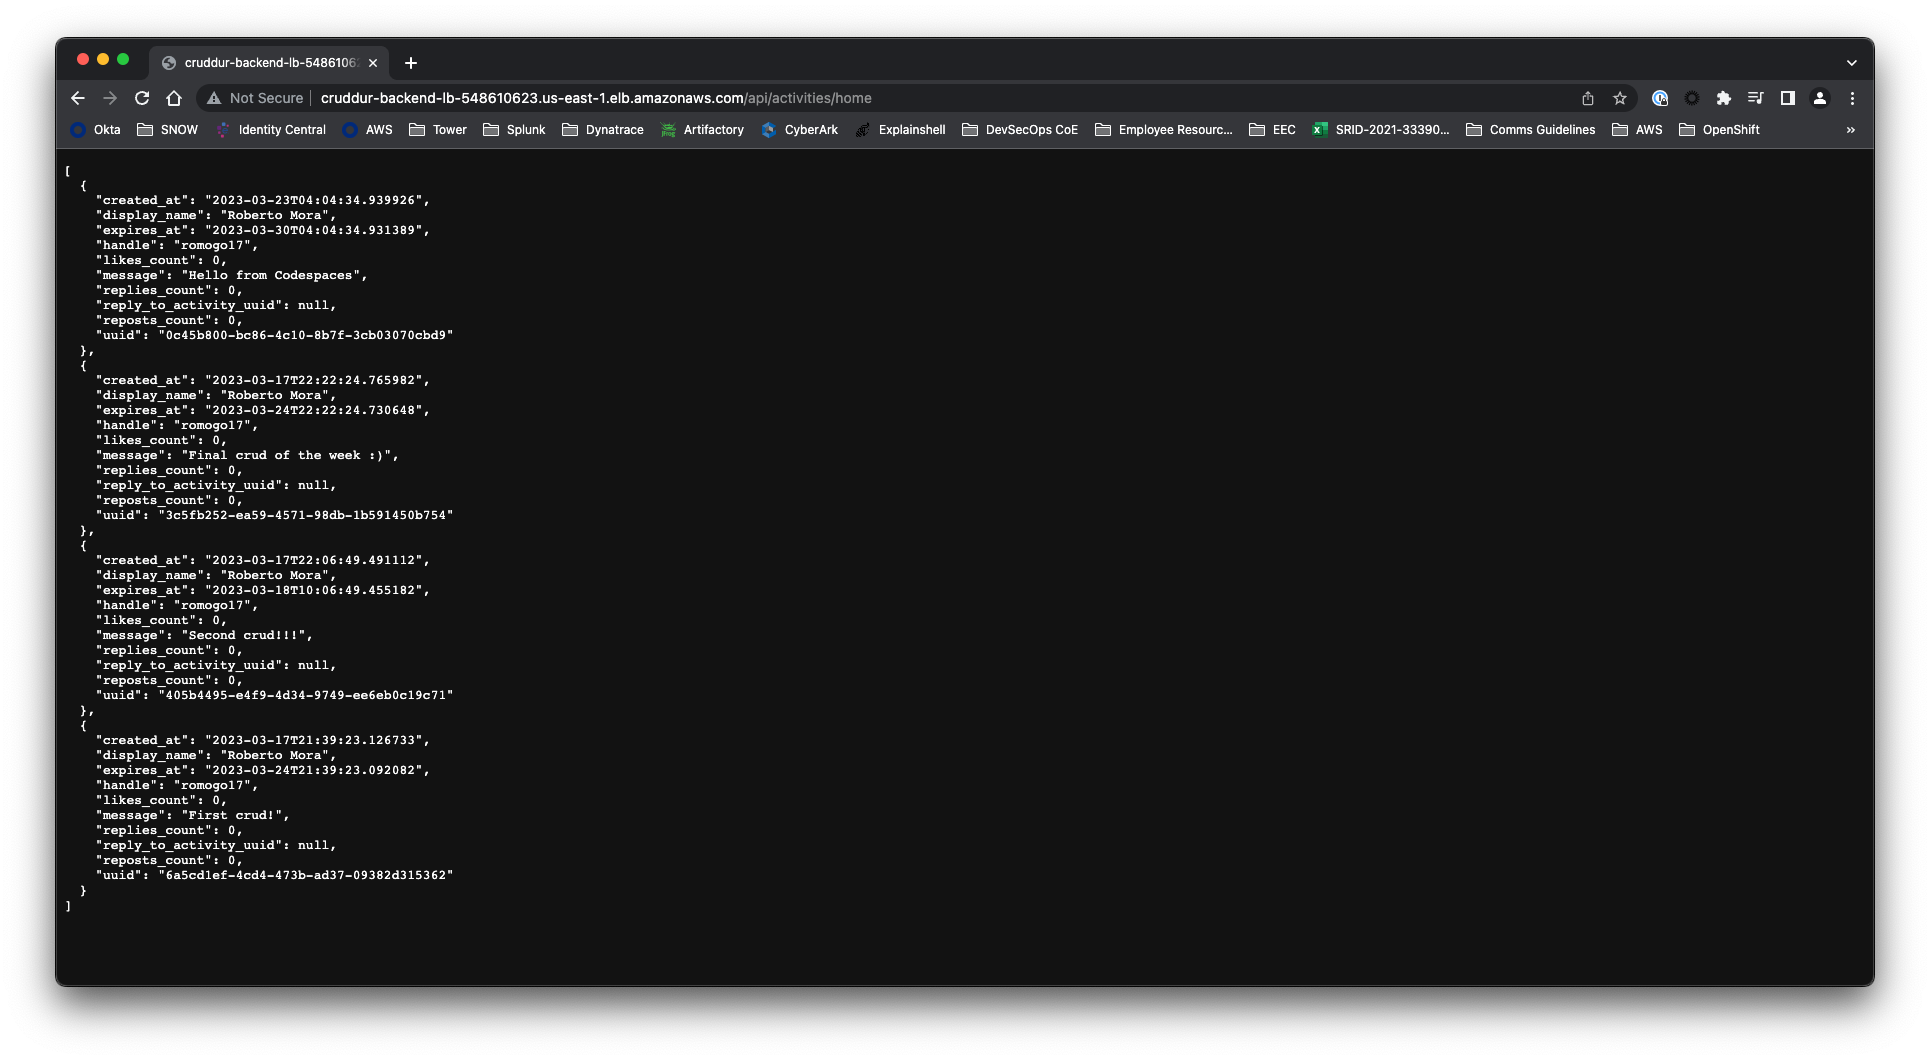 cruddur-backend-lb-5486106
Not Secure | cruddur-backend-lb-548610623.us-east-1.elb.amazonaws.com/api/activities/home
Okta SNOW Identity Central AWS Tower Splunk Dynatrace Artifactory CyberArk Explainshell DevSecOps CoE Employee Resourc... EEC SRID-2021-33390... Comms Guidelines AWS OpenShift »
[
{
"created_at": "2023-03-23T04:04:34.939926",
"display_name": "Roberto Mora",
"expires_at": "2023-03-30T04:04:34.931389",
"handle": "romogo17",
"likes_count": 0,
"message": "Hello from Codespaces",
"replies_count": 0,
"reply_to_activity_uuid": null,
"reposts_count": 0,
"uuid": "0c45b800-bc86-4c10-8b7f-3cb03070cbd9"
},
{
"created_at": "2023-03-17T22:22:24.765982",
"display_name": "Roberto Mora",
"expires_at": "2023-03-24T22:22:24.730648",
"handle": "romogo17",
"likes_count": 0,
"message": "Final crud of the week :)",
"replies_count": 0,
"reply_to_activity_uuid": null,
"reposts_count": 0,
"uuid": "3c5fb252-ea59-4571-98db-1b591450b754"
},
{
"created_at": "2023-03-17T22:06:49.491112",
"display_name": "Roberto Mora",
"expires_at": "2023-03-18T10:06:49.455182",
"handle": "romogo17",
"likes_count": 0,
"message": "Second crud!!!",
"replies_count": 0,
"reply_to_activity_uuid": null,
"reposts_count": 0,
"uuid": "405b4495-e4f9-4d34-9749-ee6eb0c19c71"
},
{
"created_at": "2023-03-17T21:39:23.126733",
"display_name": "Roberto Mora",
"expires_at": "2023-03-24T21:39:23.092082",
"handle": "romogo17",
"likes_count": 0,
"message": "First crud!",
"replies_count": 0,
"reply_to_activity_uuid": null,
"reposts_count": 0,
"uuid": "6a5cd1ef-4cd4-473b-ad37-09382d315362"
}
]